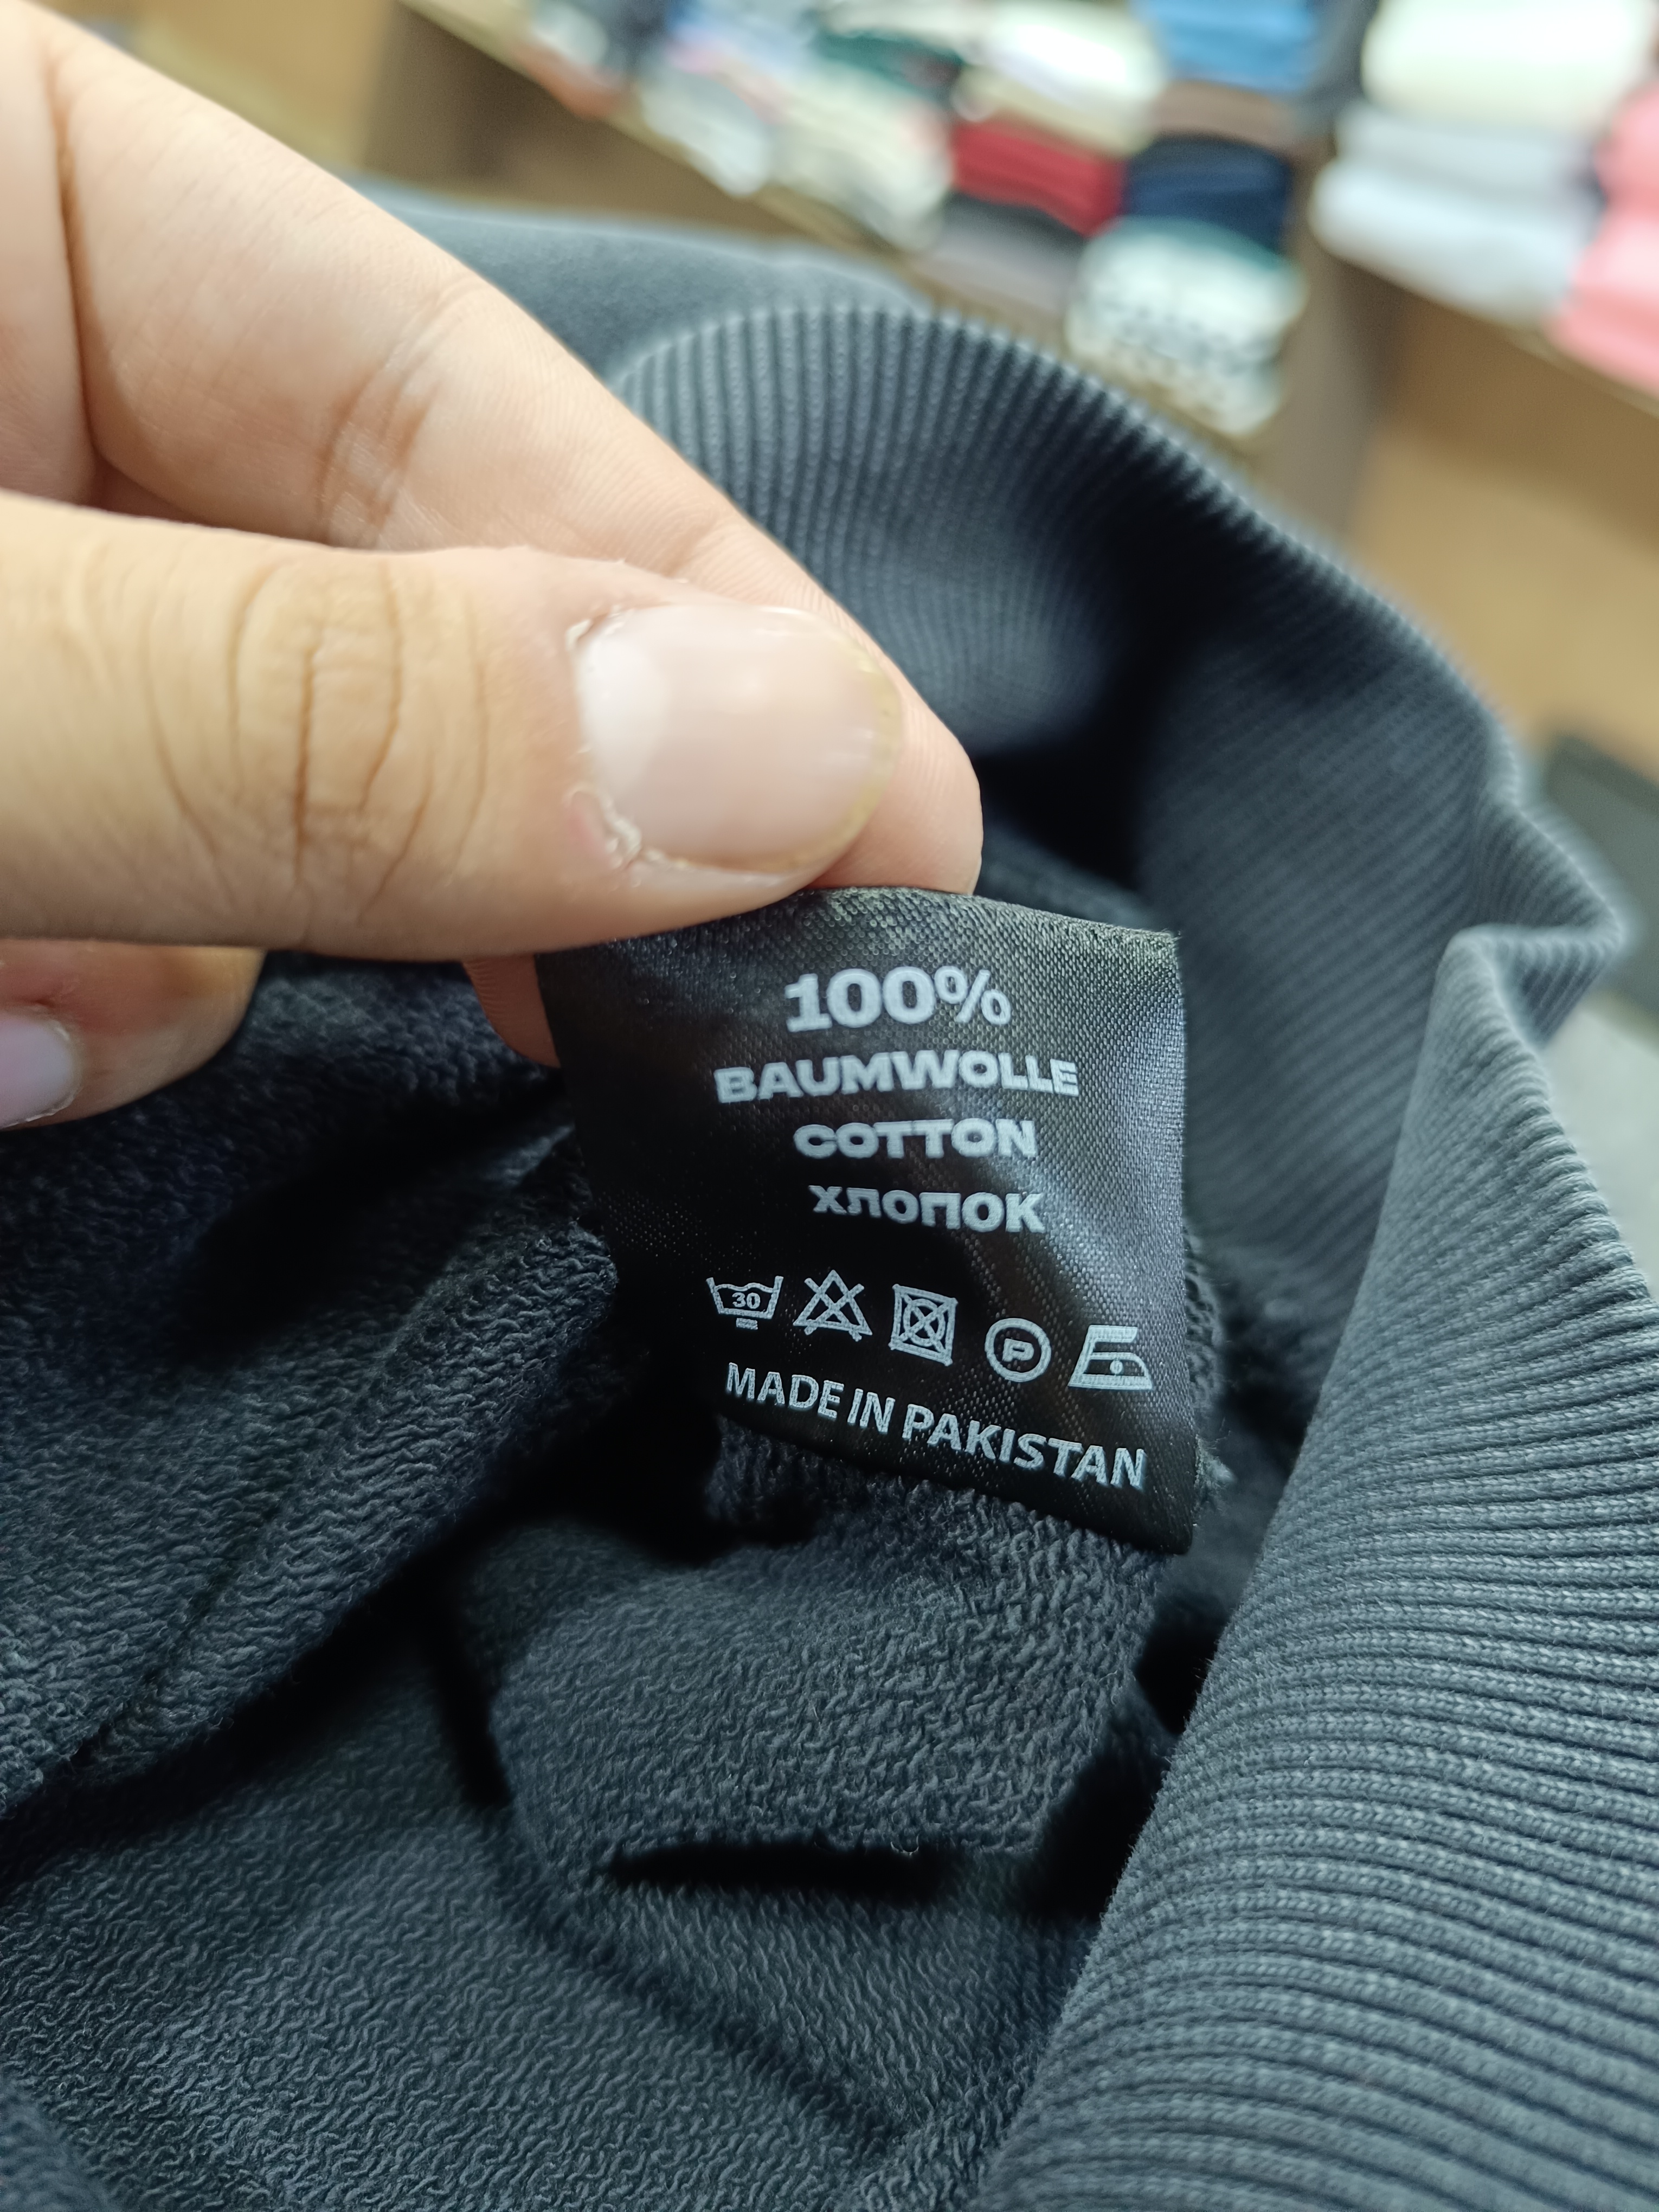 100%
BAUMWOLLE
COTTON
ХЛОПОК
30
P
MADE IN PAKISTAN